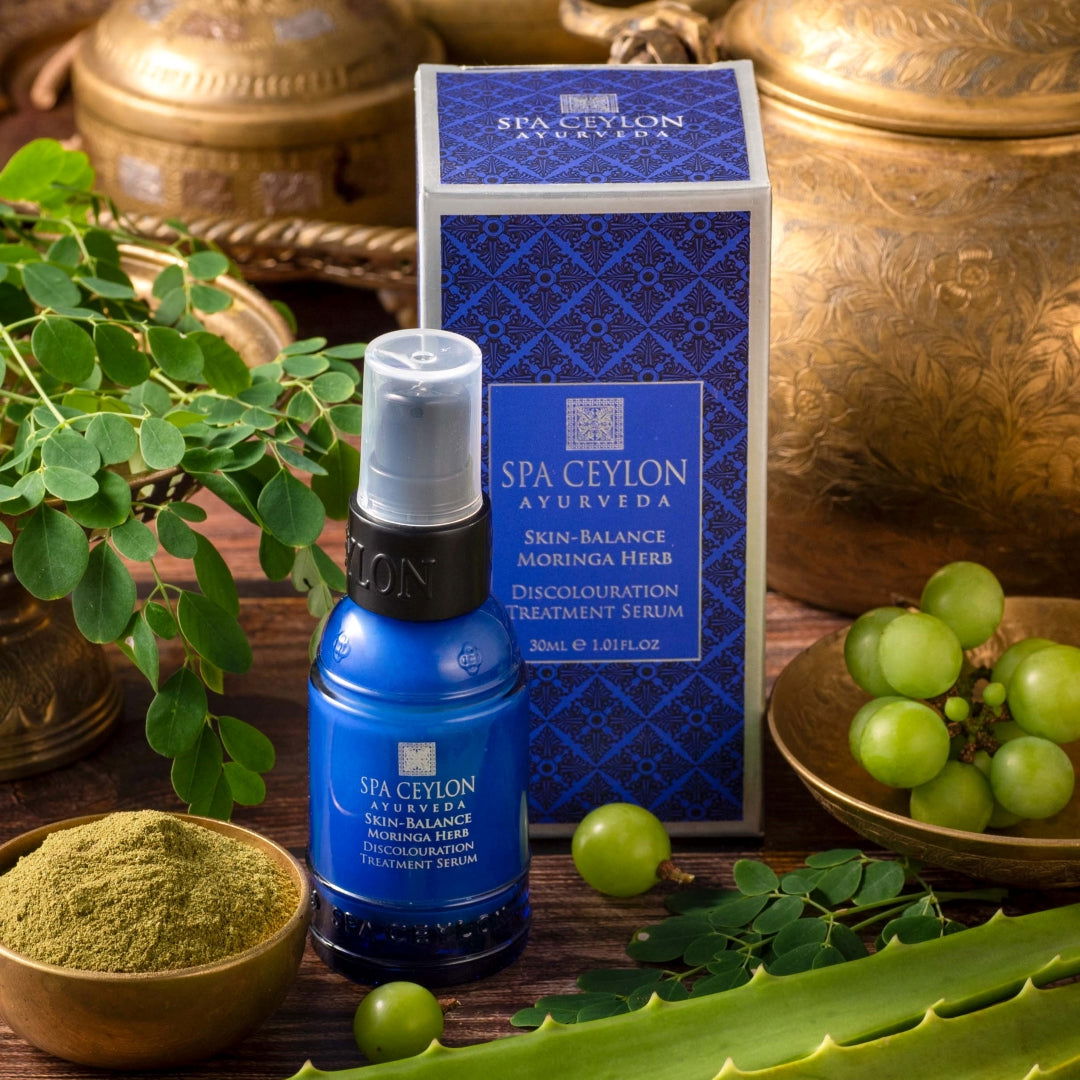 SPA CEYLON
AYURVEDA
SPA CEYLON
AYURVEDA
SKIN-BALANCE
MORINGA HERB
DISCOLOURATION
TREATMENT SERUM
30ML e 1.01FL.OZ
YLON
SPA CEYLON
AYURVEDA
SKIN-BALANCE
MORINGA HERB
DISCOLOURATION
TREATMENT SERUM